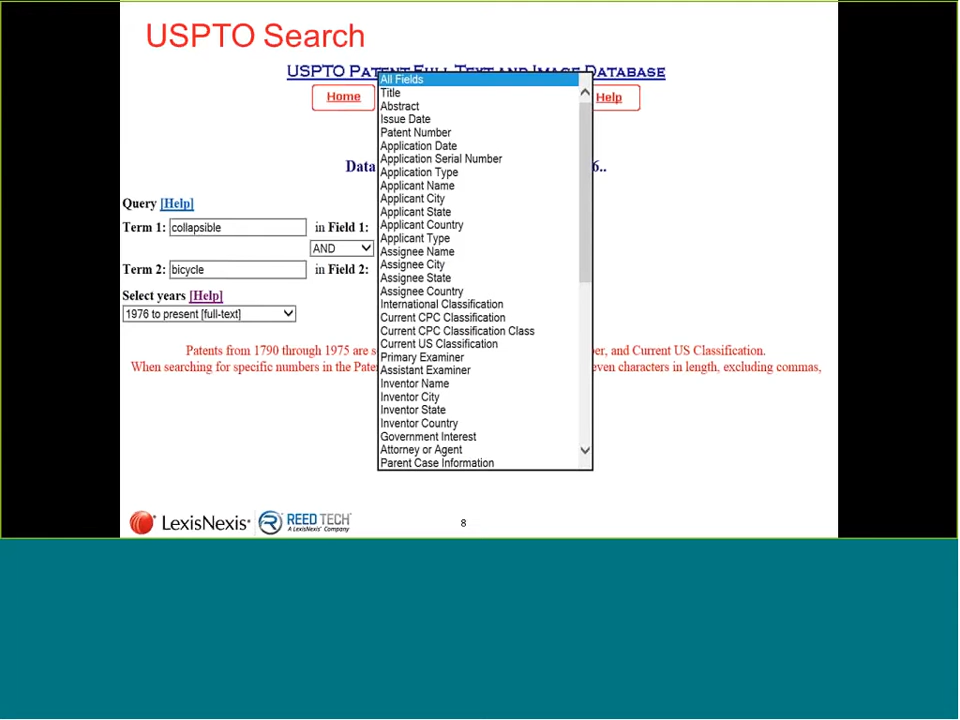 USPTO Search
USPTO Patent Full Text and Image Database
Home
Help
All Fields
Title
Abstract
Issue Date
Patent Number
Application Date
Application Serial Number
Application Type
Applicant Name
Applicant City
Applicant State
Applicant Country
Applicant Type
Assignee Name
Assignee City
Assignee State
Assignee Country
International Classification
Current CPC Classification
Current CPC Classification Class
Current US Classification
Primary Examiner
Assistant Examiner
Inventor Name
Inventor City
Inventor State
Inventor Country
Government Interest
Attorney or Agent
Parent Case Information
Data 6..
Query [Help]
Term 1: collapsible in Field 1:
AND
Term 2: bicycle in Field 2:
Select years [Help]
1976 to present [full-text]
Patents from 1790 through 1975 are s er, and Current US Classification.
When searching for specific numbers in the Pate even characters in length, excluding commas,
LexisNexis REED TECH
A LexisNexis Company
8